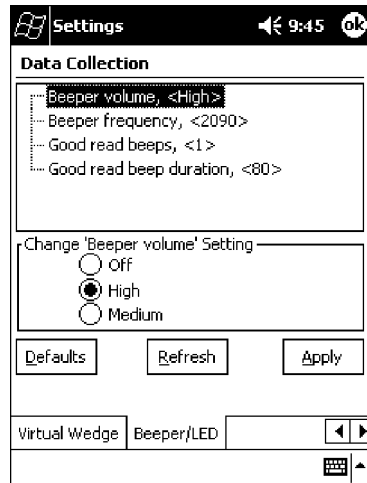 Settings 9:45 ok
Data Collection
Beeper volume, <High>
Beeper frequency, <2090>
Good read beeps, <1>
Good read beep duration, <80>
Change 'Beeper volume' Setting
Off
High
Medium
Defaults Refresh Apply
Virtual Wedge Beeper/LED